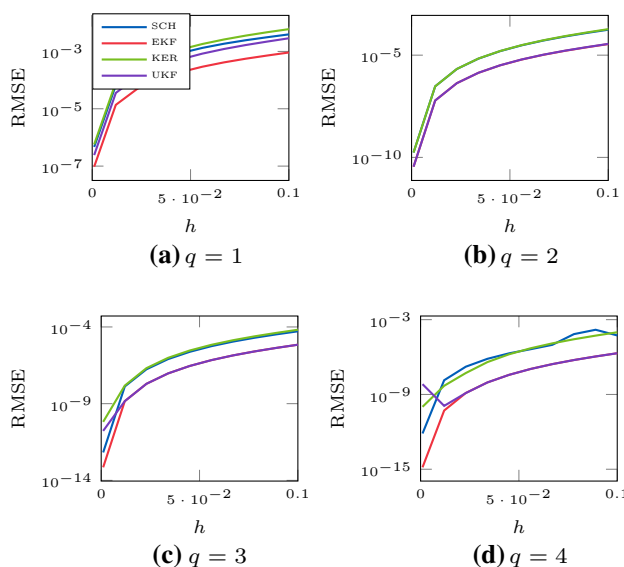 SCH
EKF
KER
UKF
RMSE
10⁻³
10⁻⁵
10⁻⁷
0
5 · 10⁻²
0.1
h
(a) q = 1
RMSE
10⁻⁵
10⁻¹⁰
0
5 · 10⁻²
0.1
h
(b) q = 2
RMSE
10⁻⁴
10⁻⁹
10⁻¹⁴
0
5 · 10⁻²
0.1
h
(c) q = 3
RMSE
10⁻³
10⁻⁹
10⁻¹⁵
0
5 · 10⁻²
0.1
h
(d) q = 4